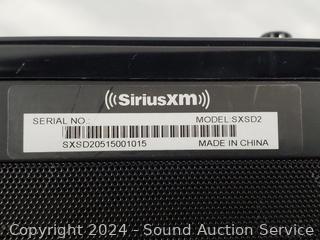 ((SiriusXM))
SERIAL NO.: MODEL:SXSD2
SXSD20515001015 MADE IN CHINA
Copyright 2024 - Sound Auction Service